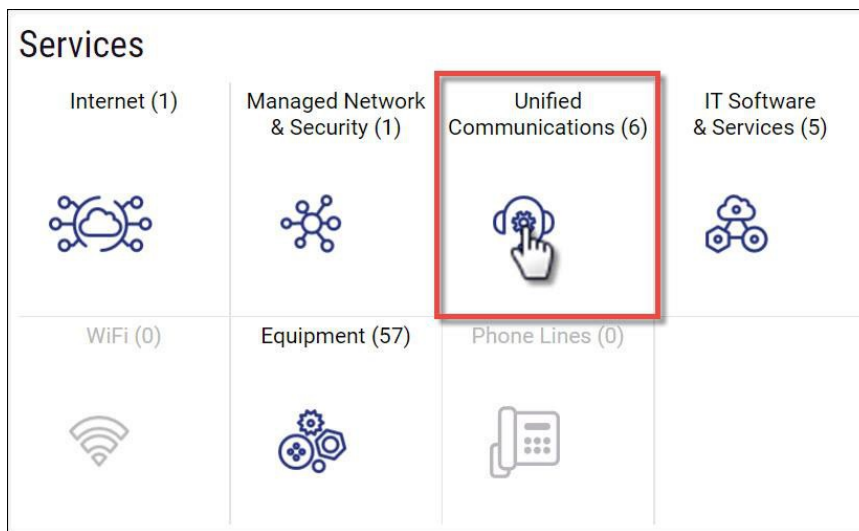 Services
Internet (1)
Managed Network
& Security (1)
Unified
Communications (6)
IT Software
& Services (5)
WiFi (0)
Equipment (57)
Phone Lines (0)